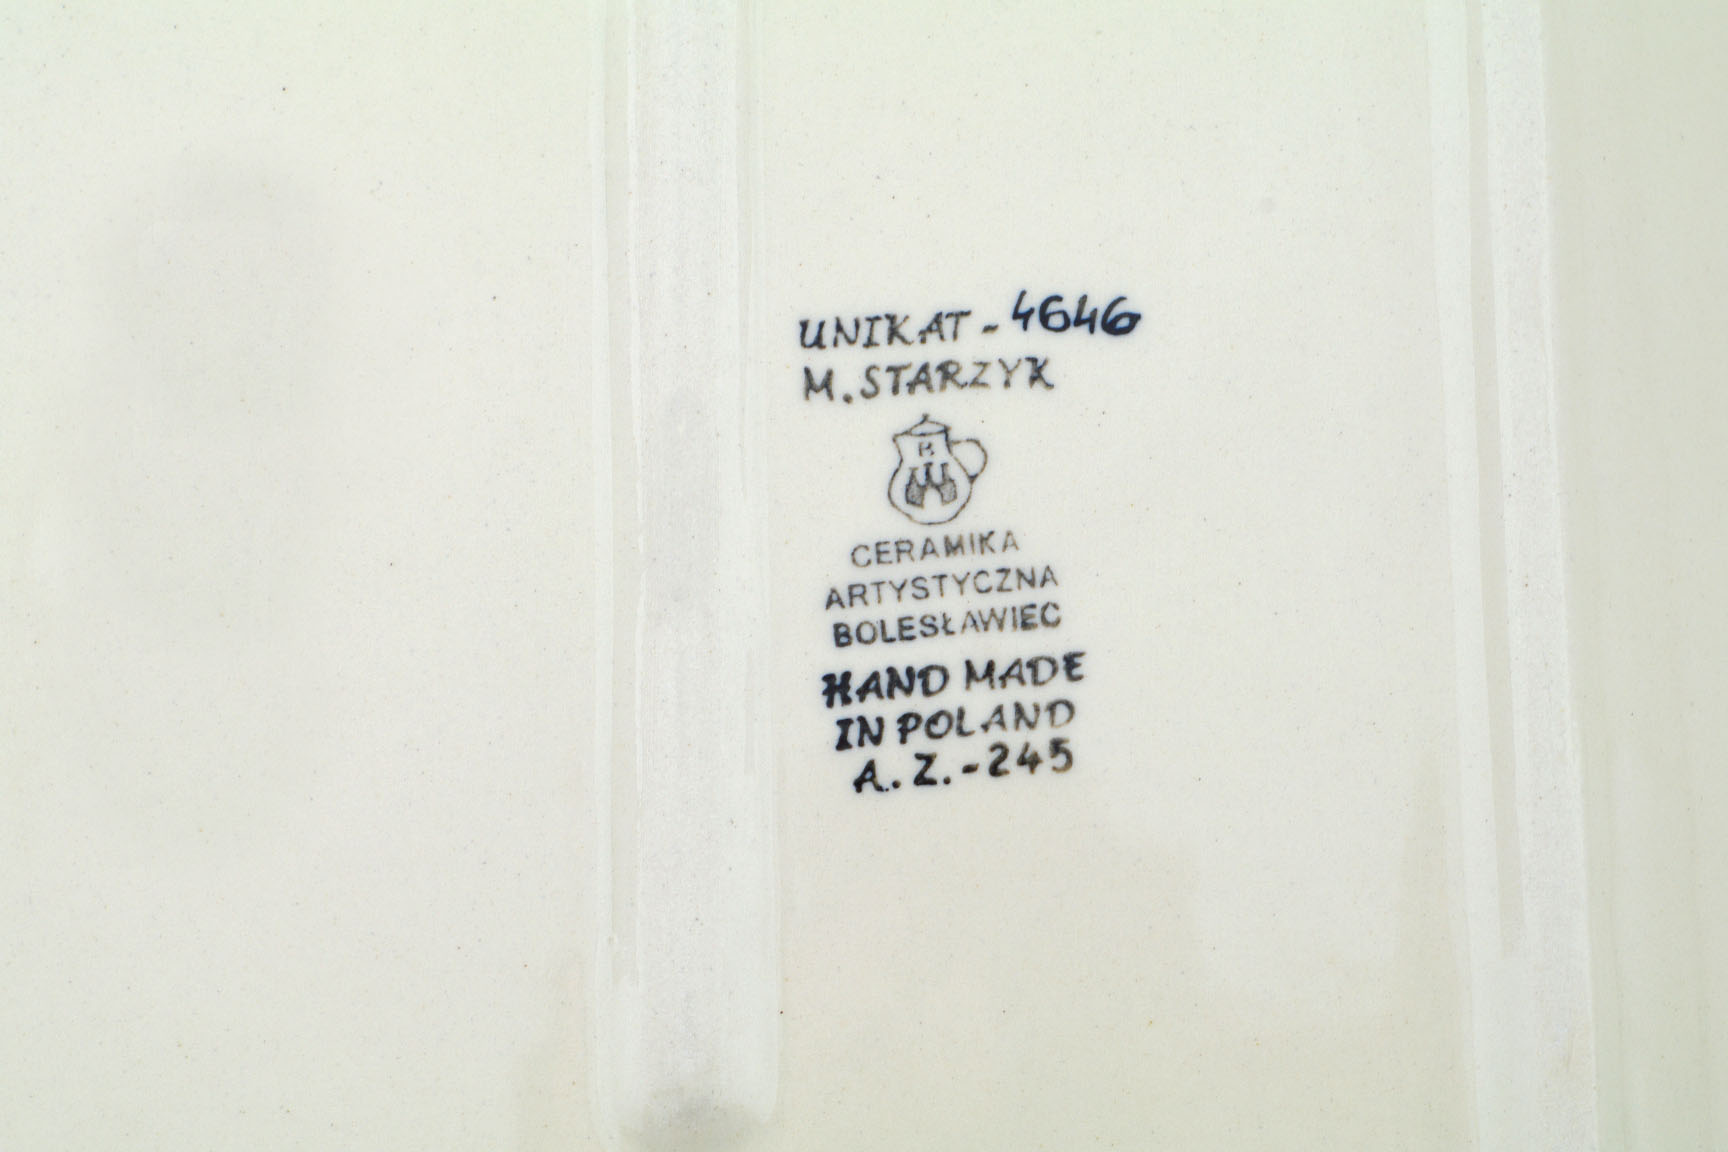 UNIKAT - 4646
M. STARZYK
B
CERAMIKA
ARTYSTYCZNA
BOLESŁAWIEC
HAND MADE
IN POLAND
A. Z. - 245